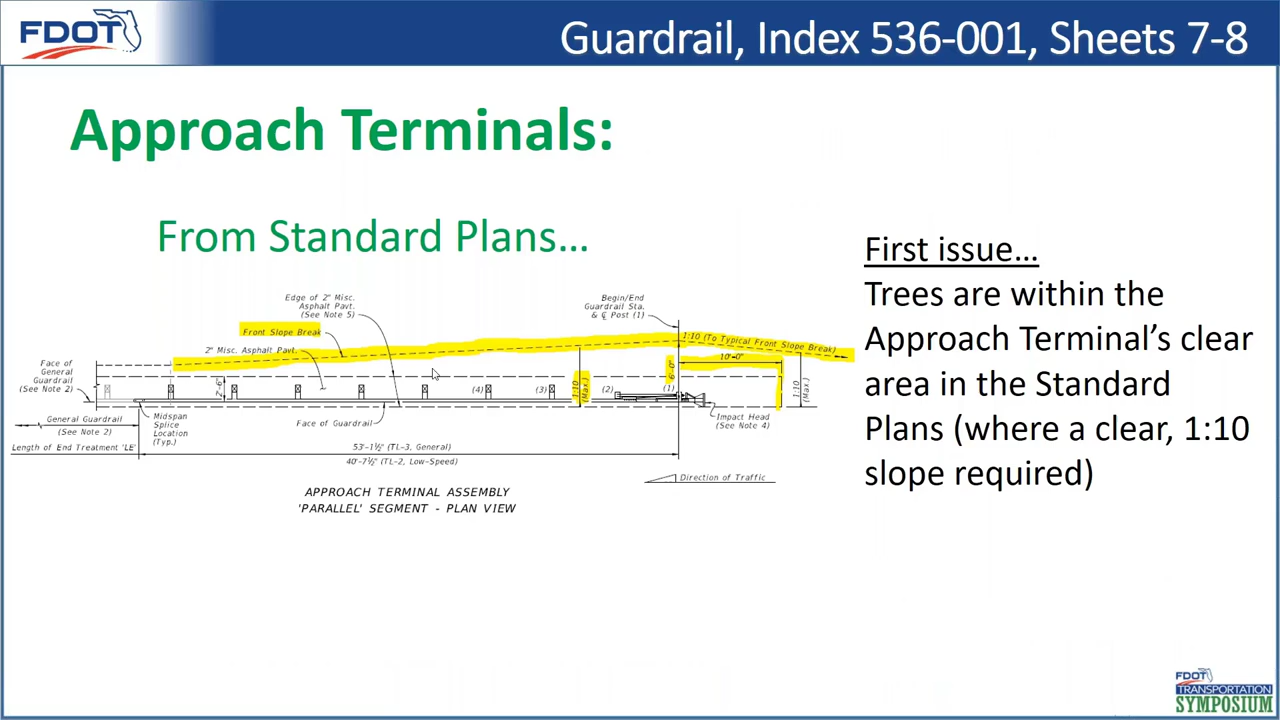 FDOT
Guardrail, Index 536-001, Sheets 7-8
Approach Terminals:
From Standard Plans...
First issue...
Trees are within the
Approach Terminal's clear
area in the Standard
Plans (where a clear, 1:10
slope required)
Edge of 2" Misc.
Asphalt Pavt.
(See Note 5)
Begin/End
Guardrail Sta.
& ℄ Post (1)
Front Slope Break
2" Misc. Asphalt Pavt.
1:10 (To Typical Front Slope Break)
10'-0"
6'-0"
Face of
General
Guardrail
(See Note 2)
2'-6"
(4)
(3)
(2)
(1)
1:10
(Max.)
1:10
(Max.)
General Guardrail
(See Note 2)
Midspan
Splice
Location
(Typ.)
Face of Guardrail
Impact Head
(See Note 4)
Length of End Treatment 'LE'
53'-1½" (TL-3, General)
40'-7½" (TL-2, Low-Speed)
Direction of Traffic
APPROACH TERMINAL ASSEMBLY
'PARALLEL' SEGMENT - PLAN VIEW
FDOT
TRANSPORTATION
SYMPOSIUM